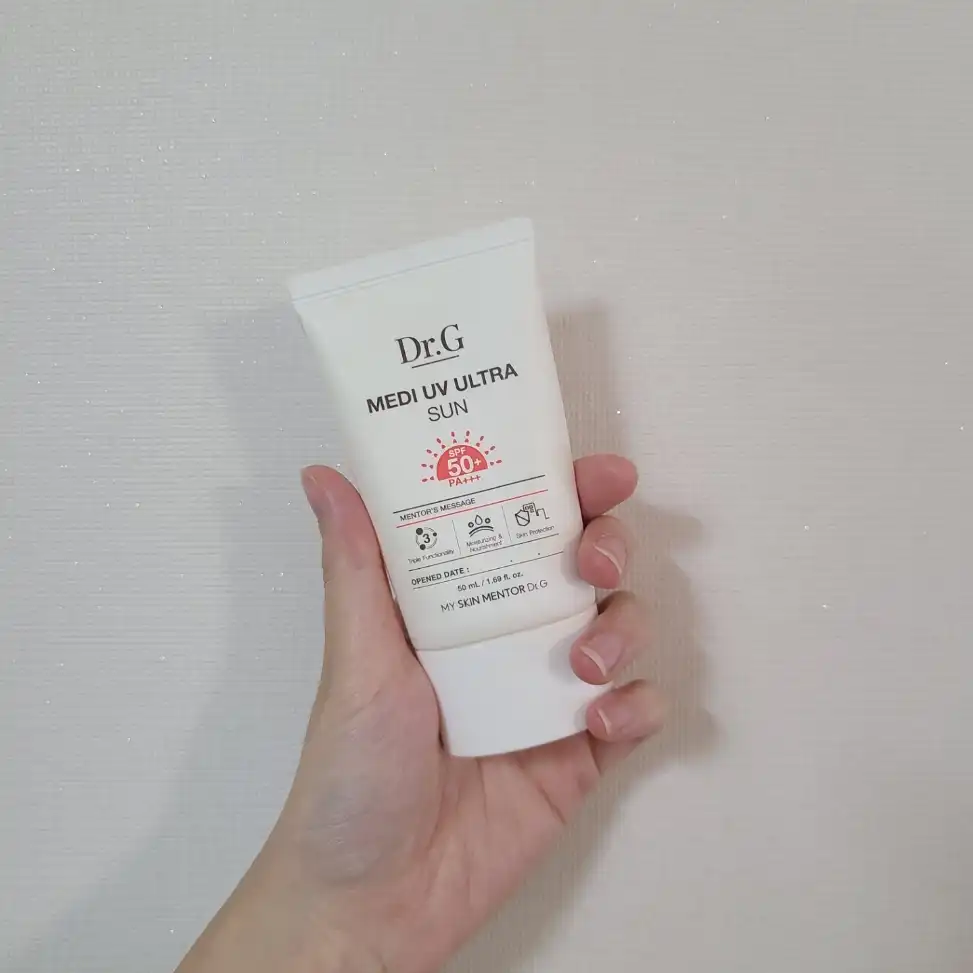 Dr.G
MEDI UV ULTRA
SUN
SPF
50+
PA+++
MENTOR'S MESSAGE
3
Triple Functionality
Moisturizing &
Nourishment
Skin Protection
OPENED DATE :
50 mL / 1.69 fl. oz.
MY SKIN MENTOR Dr.G